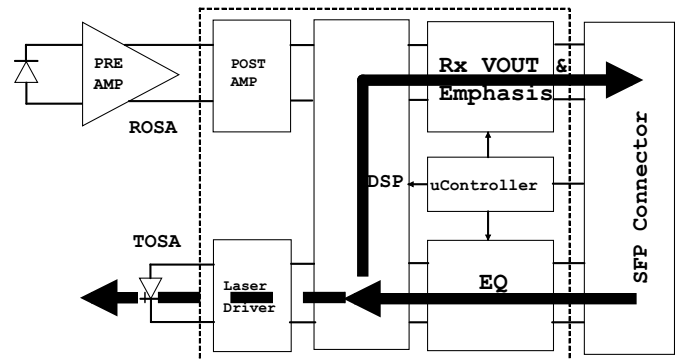 PRE
AMP
POST
AMP
Rx VOUT &
Emphasis
ROSA
DSP
uController
SFP Connector
TOSA
Laser
Driver
EQ